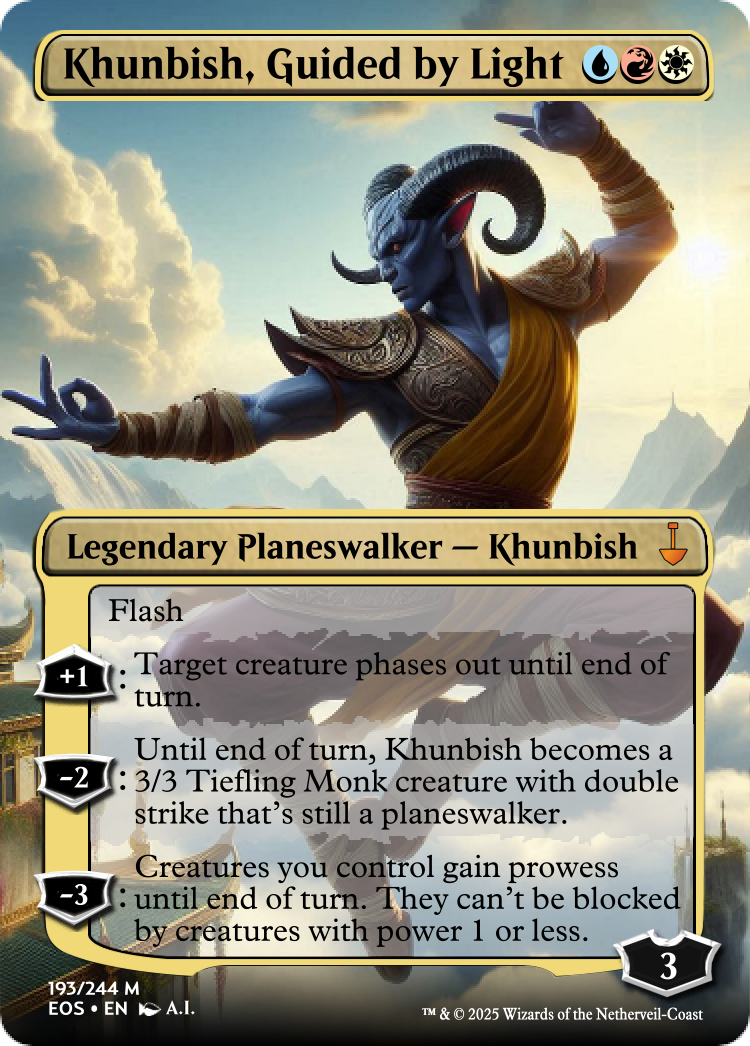 Khunbish, Guided by Light
Legendary Planeswalker — Khunbish
Flash
+1 : Target creature phases out until end of
turn.
Until end of turn, Khunbish becomes a
−2 : 3/3 Tiefling Monk creature with double
strike that's still a planeswalker.
Creatures you control gain prowess
−3 : until end of turn. They can't be blocked
by creatures with power 1 or less.
3
193/244 M
EOS • EN A.I.
™ & © 2025 Wizards of the Netherveil-Coast